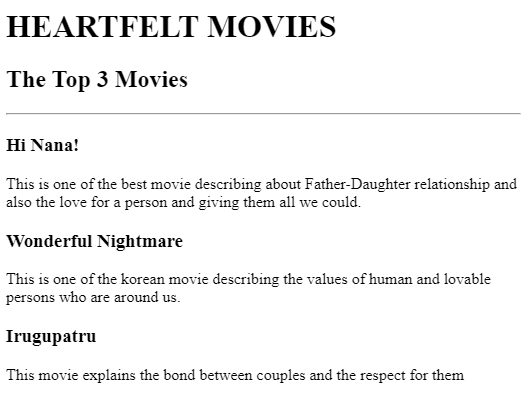 HEARTFELT MOVIES
The Top 3 Movies
Hi Nana!
This is one of the best movie describing about Father-Daughter relationship and
also the love for a person and giving them all we could.
Wonderful Nightmare
This is one of the korean movie describing the values of human and lovable
persons who are around us.
Irugupatru
This movie explains the bond between couples and the respect for them